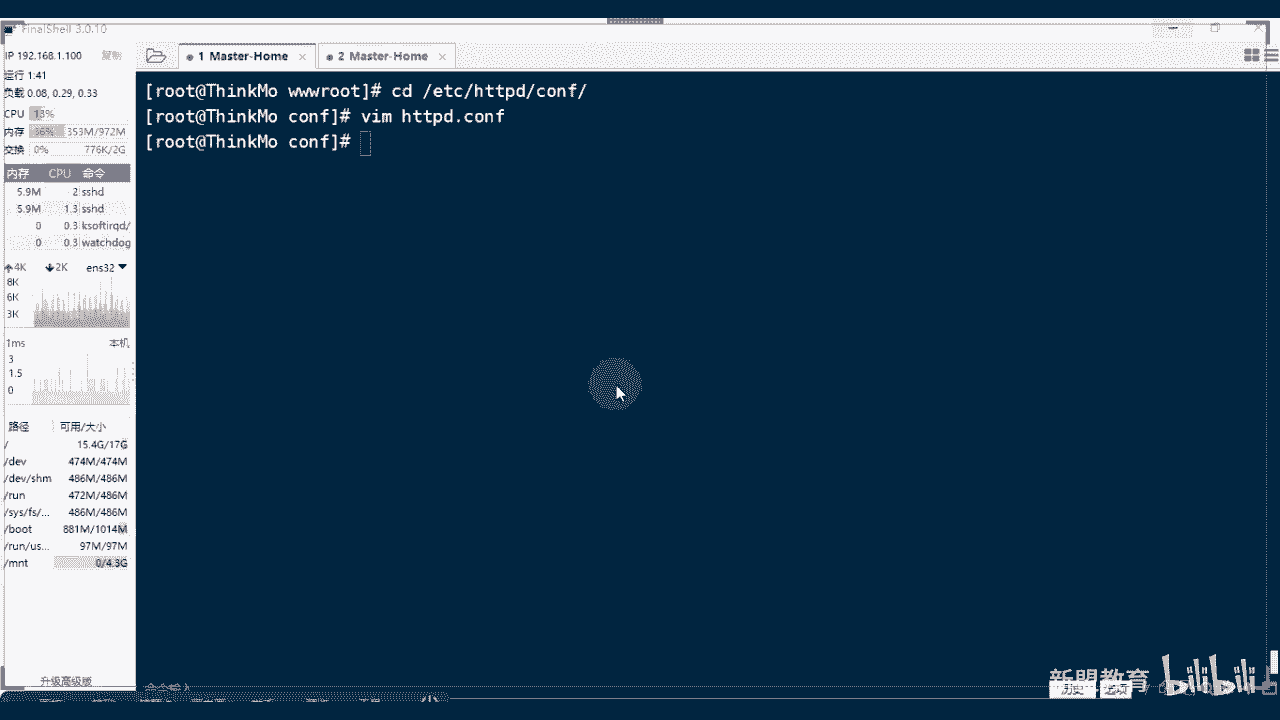 FinalShell 3.0.10
IP 192.168.1.100 复制
运行 1:41
负载 0.08, 0.29, 0.33
CPU 13%
内存 36% 353M/972M
交换 0% 776K/2G
内存 CPU 命令
5.9M 2 sshd
5.9M 1.3 sshd
0 0.3 ksoftirqd/
0 0.3 watchdog
4K 2K ens32
8K
6K
3K
1ms 本机
3
1.5
0
路径 可用/大小
/ 15.4G/17G
/dev 474M/474M
/dev/shm 486M/486M
/run 472M/486M
/sys/fs/... 486M/486M
/boot 881M/1014M
/run/us... 97M/97M
/mnt 0/4.3G
升级高级版
1 Master-Home
2 Master-Home
[root@ThinkMo wwwroot]# cd /etc/httpd/conf/
[root@ThinkMo conf]# vim httpd.conf
[root@ThinkMo conf]#
新盟教育 bilibili
历史